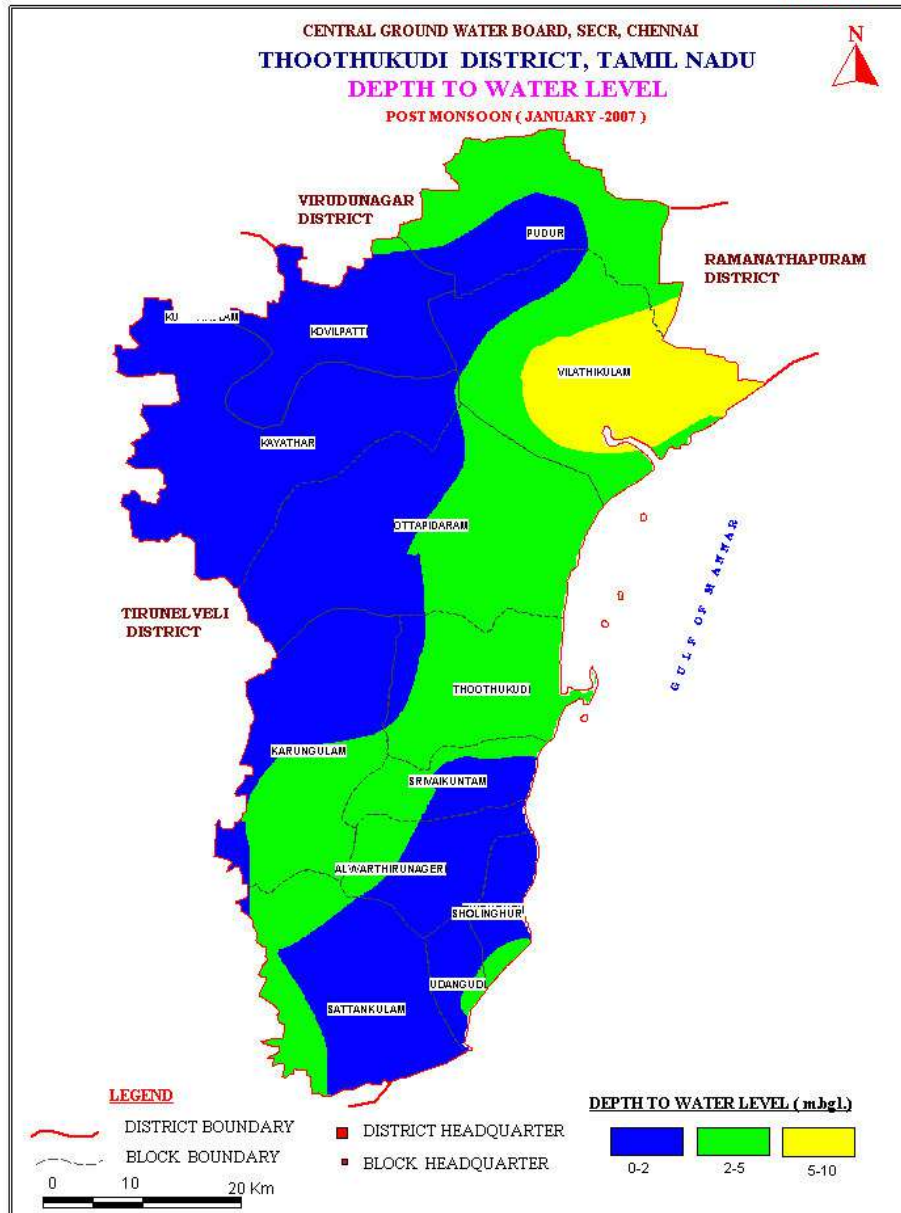 CENTRAL GROUND WATER BOARD, SECR, CHENNAI
THOOTHUKUDI DISTRICT, TAMIL NADU
DEPTH TO WATER LEVEL
POST MONSOON ( JANUARY -2007 )
N
VIRUDUNAGAR
DISTRICT
PUDUR
RAMANATHAPURAM
DISTRICT
KOVILPATTI
VILATHIKULAM
KAYATHAR
OTTAPIDARAM
GULF OF MANNAR
TIRUNELVELI
DISTRICT
THOOTHUKUDI
KARUNGULAM
SRIVAIKUNTAM
ALWARTHIRUNAGERI
SHOLINGHUR
UDANGUDI
SATTANKULAM
LEGEND
DISTRICT BOUNDARY
BLOCK BOUNDARY
DISTRICT HEADQUARTER
BLOCK HEADQUARTER
0 10 20 Km
DEPTH TO WATER LEVEL ( mbgl.)
0-2 2-5 5-10